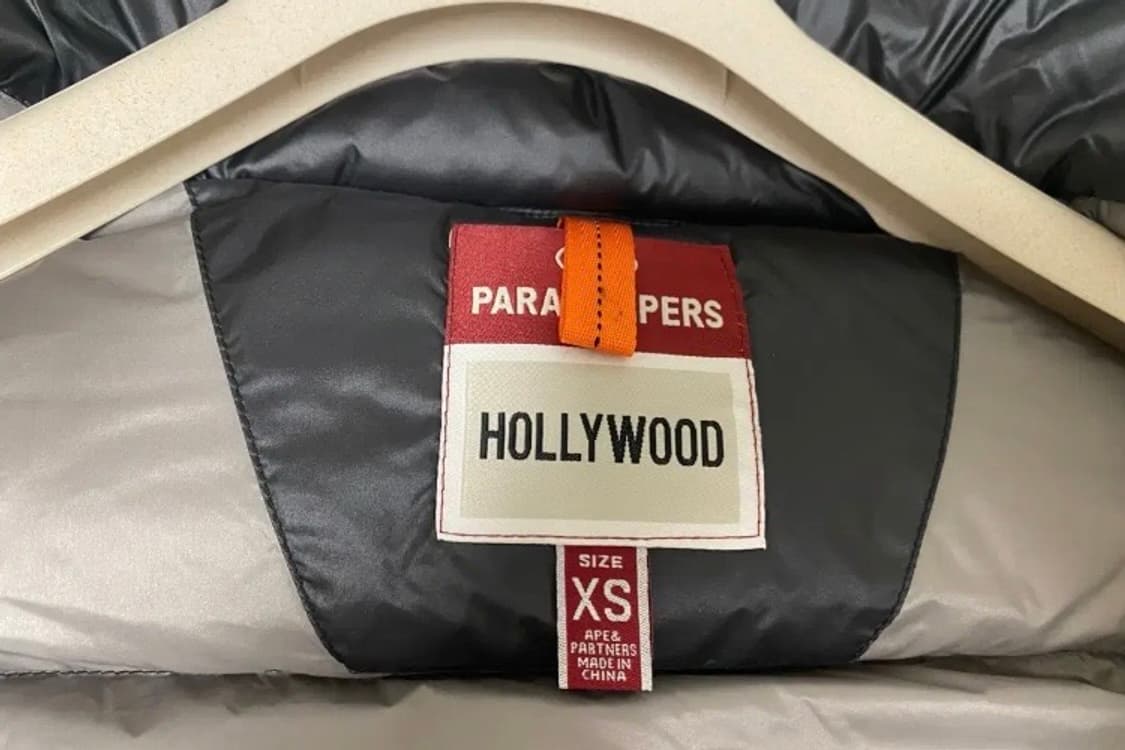 PARA PERS
HOLLYWOOD
SIZE
XS
APE&
PARTNERS
MADE IN
CHINA